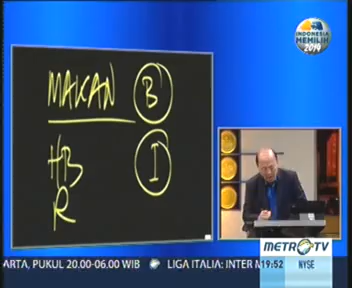 INDONESIA
MEMILIH
2014
MAKAN B
HB I
R
METRO TV
ARTA, PUKUL 20.00-06.00 WIB LIGA ITALIA: INTER M
19:52
NYSE